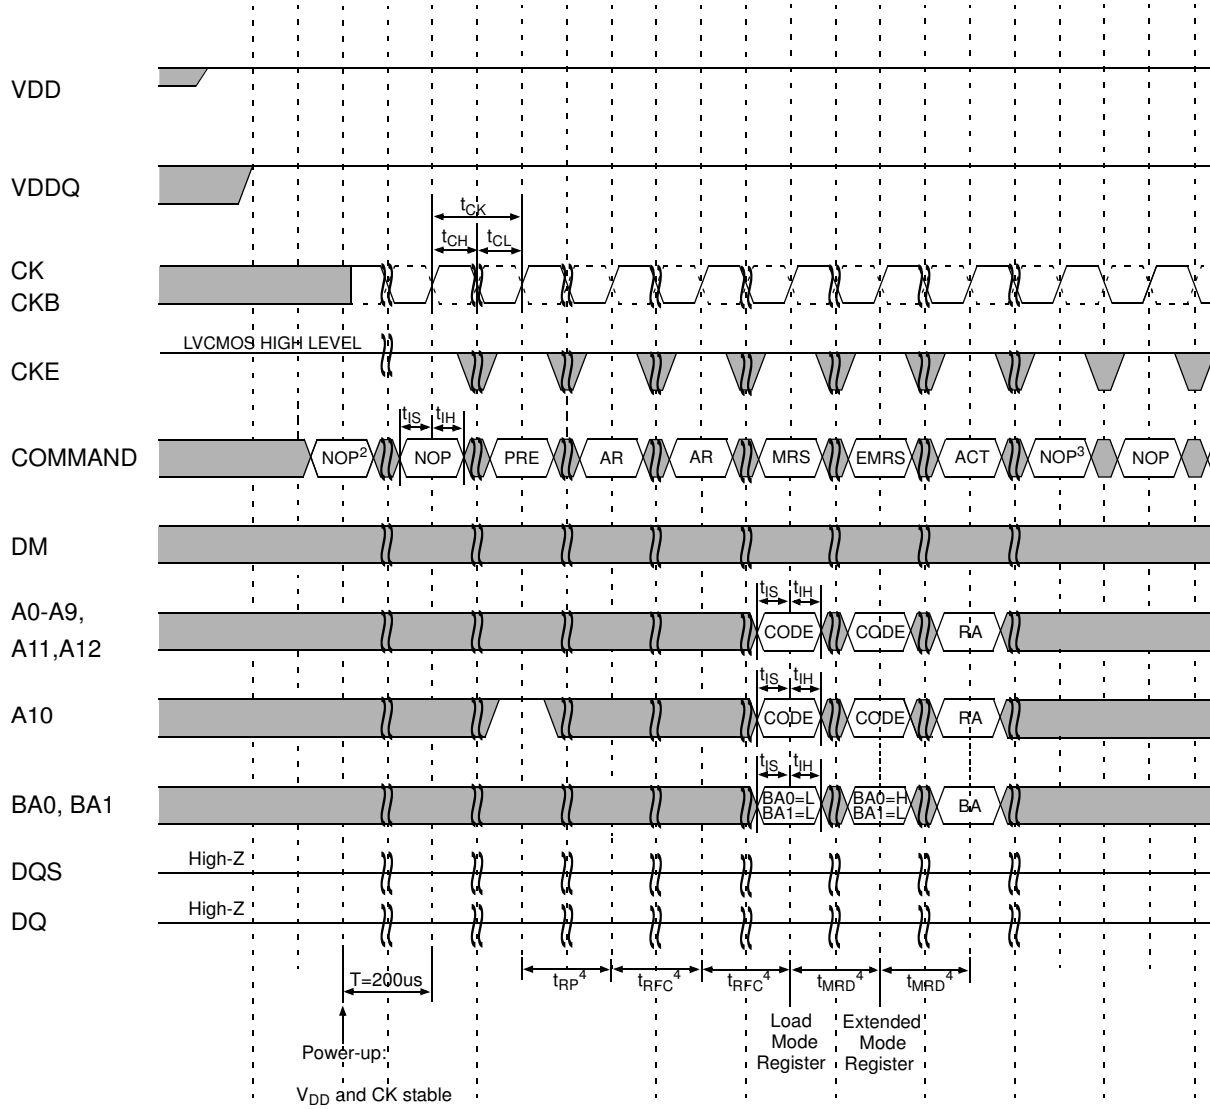 VDD
VDDQ
tCK
tCH tCL
CK
CKB
LVCMOS HIGH LEVEL
CKE
tIS tIH
COMMAND NOP2 NOP PRE AR AR MRS EMRS ACT NOP3 NOP
DM
tIS tIH
A0-A9,
A11,A12
CODE CODE RA
tIS tIH
A10 CODE CODE RA
tIS tIH
BA0, BA1
BA0=L BA0=H
BA1=L BA1=L
BA
High-Z
DQS
High-Z
DQ
T=200us tRP4 tRFC4 tRFC4 tMRD4 tMRD4
Load
Mode
Register
Extended
Mode
Register
Power-up:
VDD and CK stable